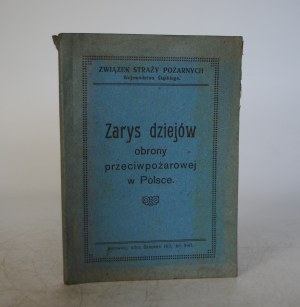 ZWIĄZEK STRAŻY POŻARNYCH
Województwa Śląskiego.
Zarys dziejów
obrony
przeciwpożarowej
w Polsce.